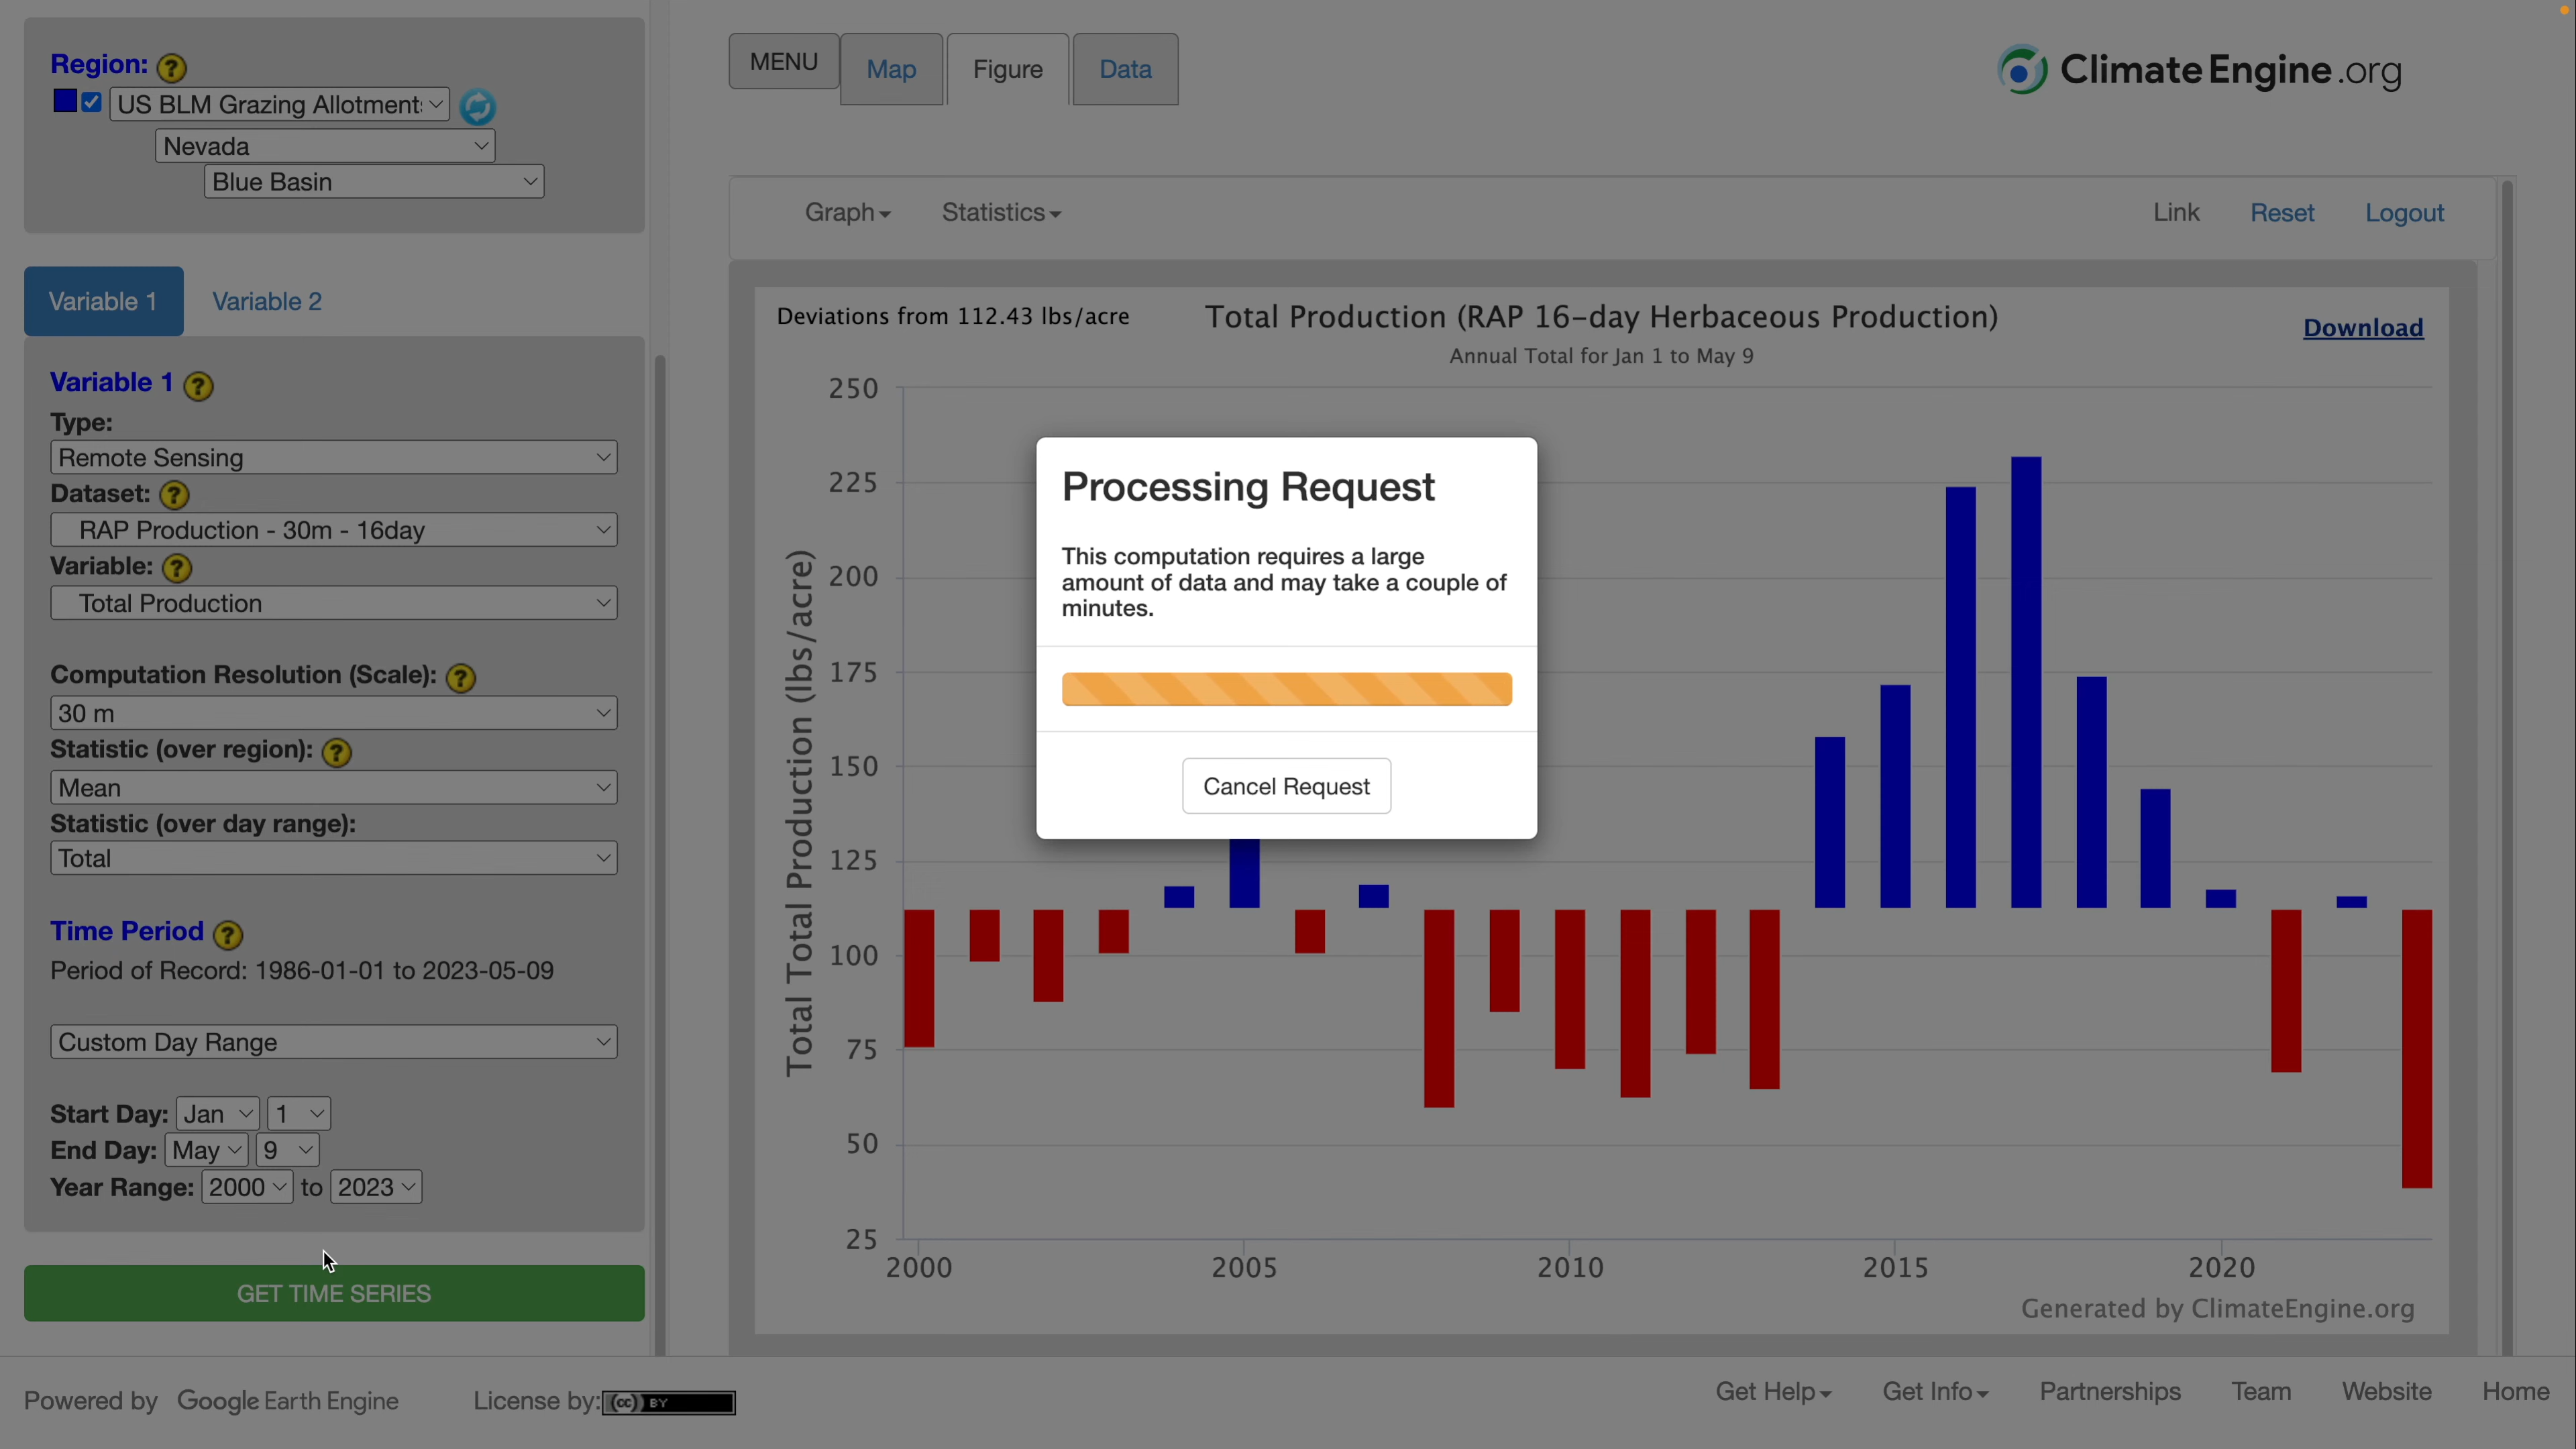 Region: ?
US BLM Grazing Allotment
Nevada
Blue Basin
Variable 1
Variable 2
Variable 1 ?
Type:
Remote Sensing
Dataset: ?
RAP Production - 30m - 16day
Variable: ?
Total Production
Computation Resolution (Scale): ?
30 m
Statistic (over region): ?
Mean
Statistic (over day range):
Total
Time Period ?
Period of Record: 1986-01-01 to 2023-05-09
Custom Day Range
Start Day: Jan 1
End Day: May 9
Year Range: 2000 to 2023
GET TIME SERIES
MENU
Map
Figure
Data
ClimateEngine.org
Graph
Statistics
Link
Reset
Logout
Deviations from 112.43 lbs/acre
Total Production (RAP 16-day Herbaceous Production)
Download
Annual Total for Jan 1 to May 9
Total Total Production (lbs/acre)
250
225
200
175
150
125
100
75
50
25
2000
2005
2010
2015
2020
Generated by ClimateEngine.org
Processing Request
This computation requires a large
amount of data and may take a couple of
minutes.
Cancel Request
Powered by Google Earth Engine
License by: (cc) BY
Get Help
Get Info
Partnerships
Team
Website
Home